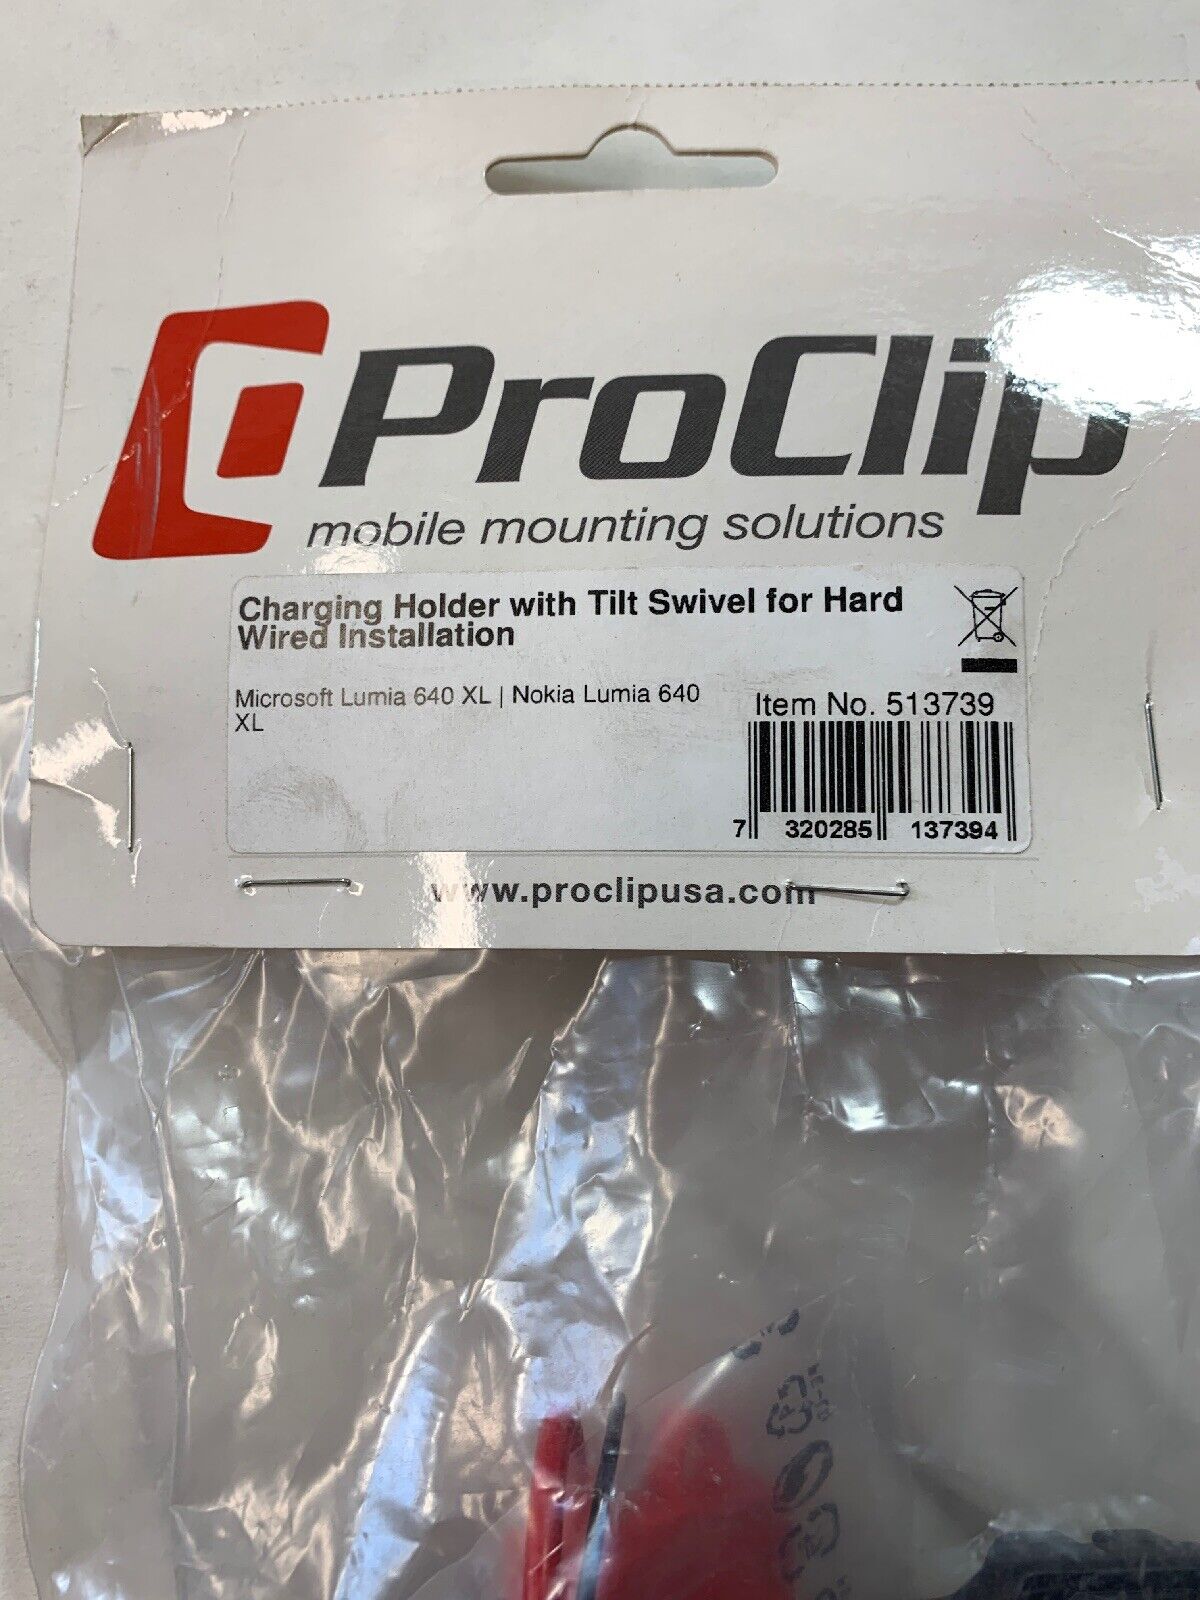 ProClip
mobile mounting solutions
Charging Holder with Tilt Swivel for Hard
Wired Installation
Microsoft Lumia 640 XL | Nokia Lumia 640
XL
Item No. 513739
7 320285 137394
www.proclipusa.com